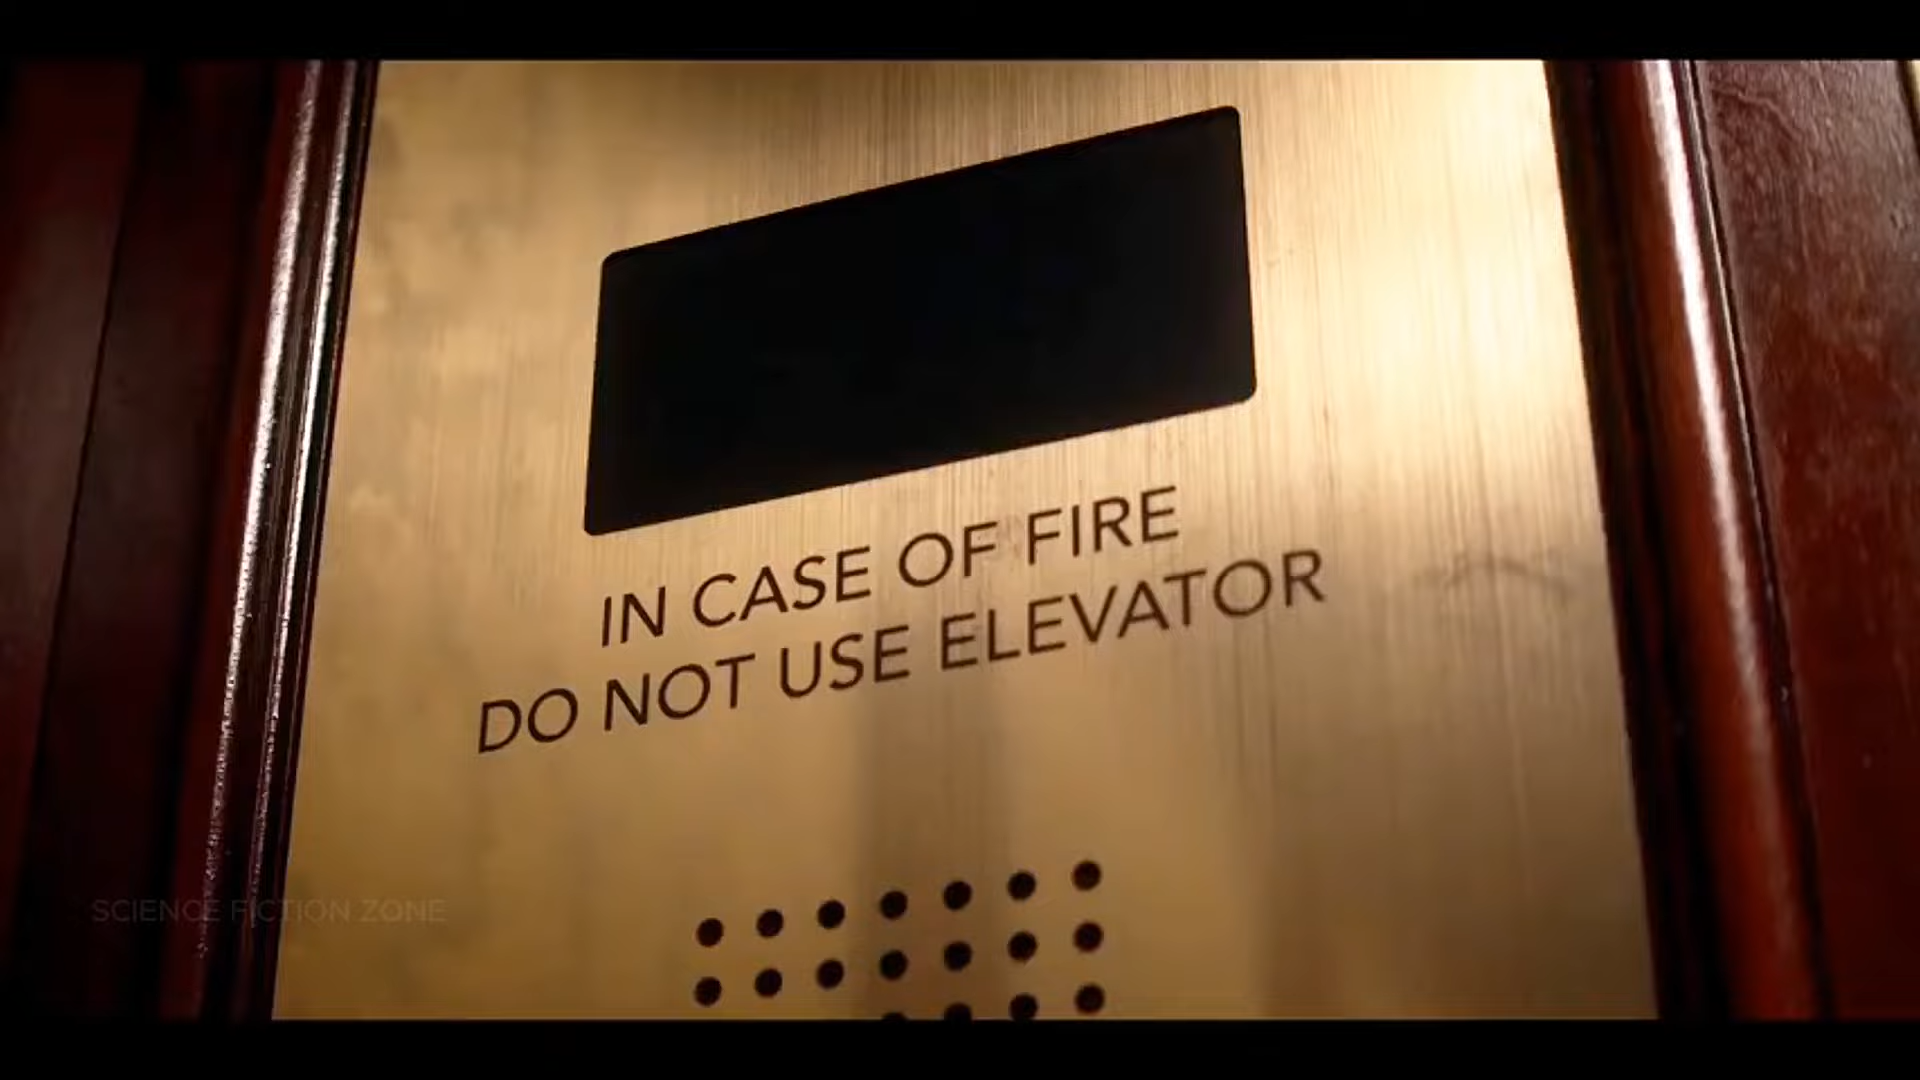 IN CASE OF FIRE
DO NOT USE ELEVATOR
SCIENCE FICTION ZONE